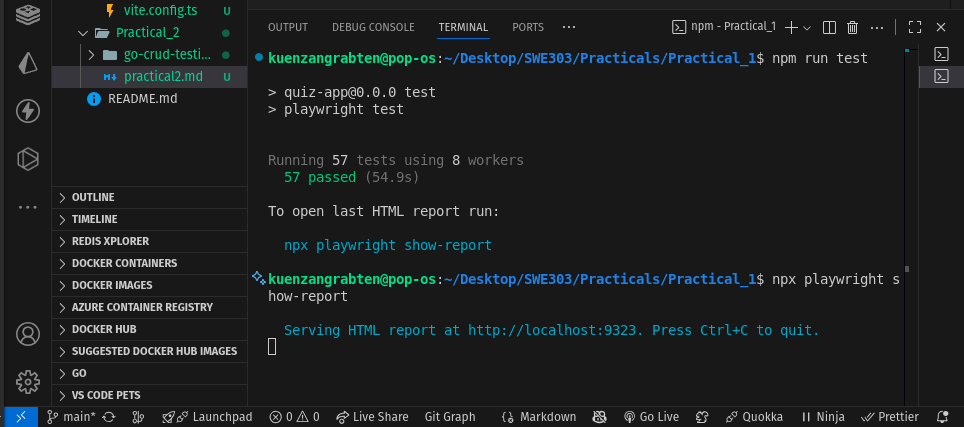 vite.config.ts U
Practical_2
go-crud-testi...
practical2.md U
README.md
OUTLINE
TIMELINE
REDIS XPLORER
DOCKER CONTAINERS
DOCKER IMAGES
AZURE CONTAINER REGISTRY
DOCKER HUB
SUGGESTED DOCKER HUB IMAGES
GO
VS CODE PETS
OUTPUT DEBUG CONSOLE TERMINAL PORTS ··· npm - Practical_1
kuenzangrabten@pop-os:~/Desktop/SWE303/Practicals/Practical_1$ npm run test
> quiz-app@0.0.0 test
> playwright test
Running 57 tests using 8 workers
57 passed (54.9s)
To open last HTML report run:
npx playwright show-report
kuenzangrabten@pop-os:~/Desktop/SWE303/Practicals/Practical_1$ npx playwright s
how-report
Serving HTML report at http://localhost:9323. Press Ctrl+C to quit.
main* Launchpad 0 0 Live Share Git Graph Markdown Go Live Quokka Ninja Prettier